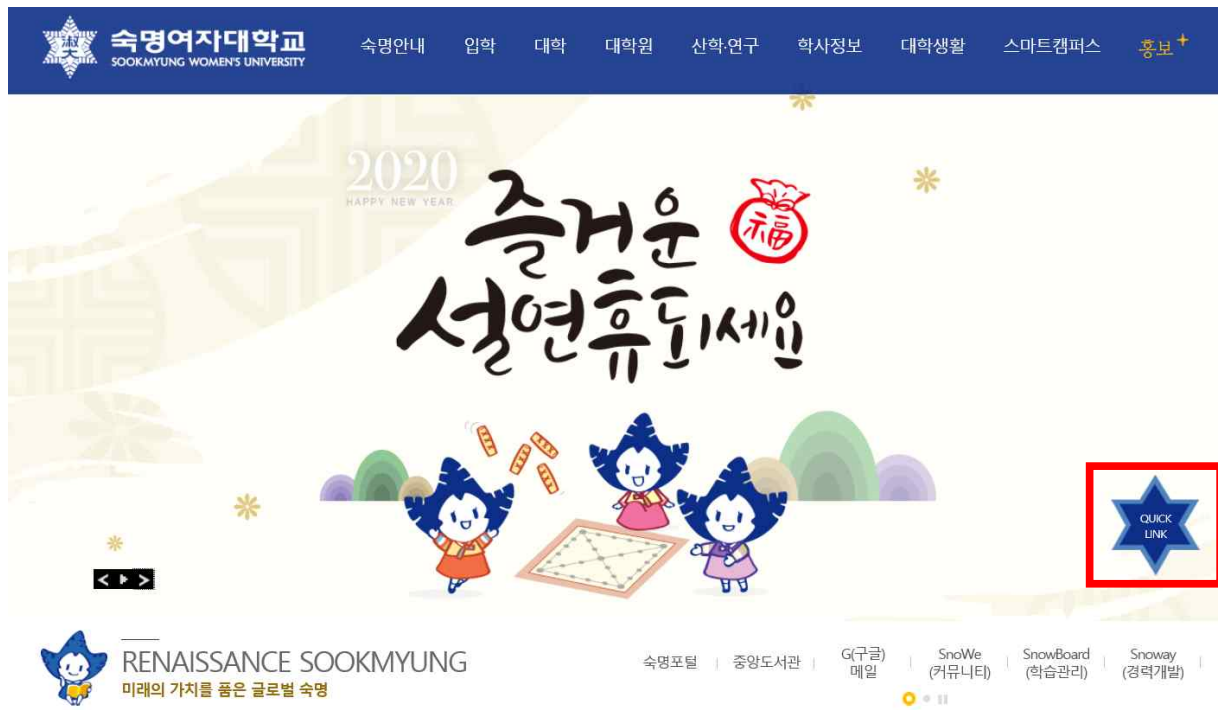 숙명여자대학교
SOOKMYUNG WOMEN'S UNIVERSITY
숙명안내 입학 대학 대학원 산학·연구 학사정보 대학생활 스마트캠퍼스 홍보+
2020
HAPPY NEW YEAR
즐거운 福
설연휴되세요
QUICK
LINK
RENAISSANCE SOOKMYUNG
미래의 가치를 품은 글로벌 숙명
숙명포털 | 중앙도서관 | G(구글) 메일 | SnoWe (커뮤니티) | SnowBoard (학습관리) | Snoway (경력개발) |